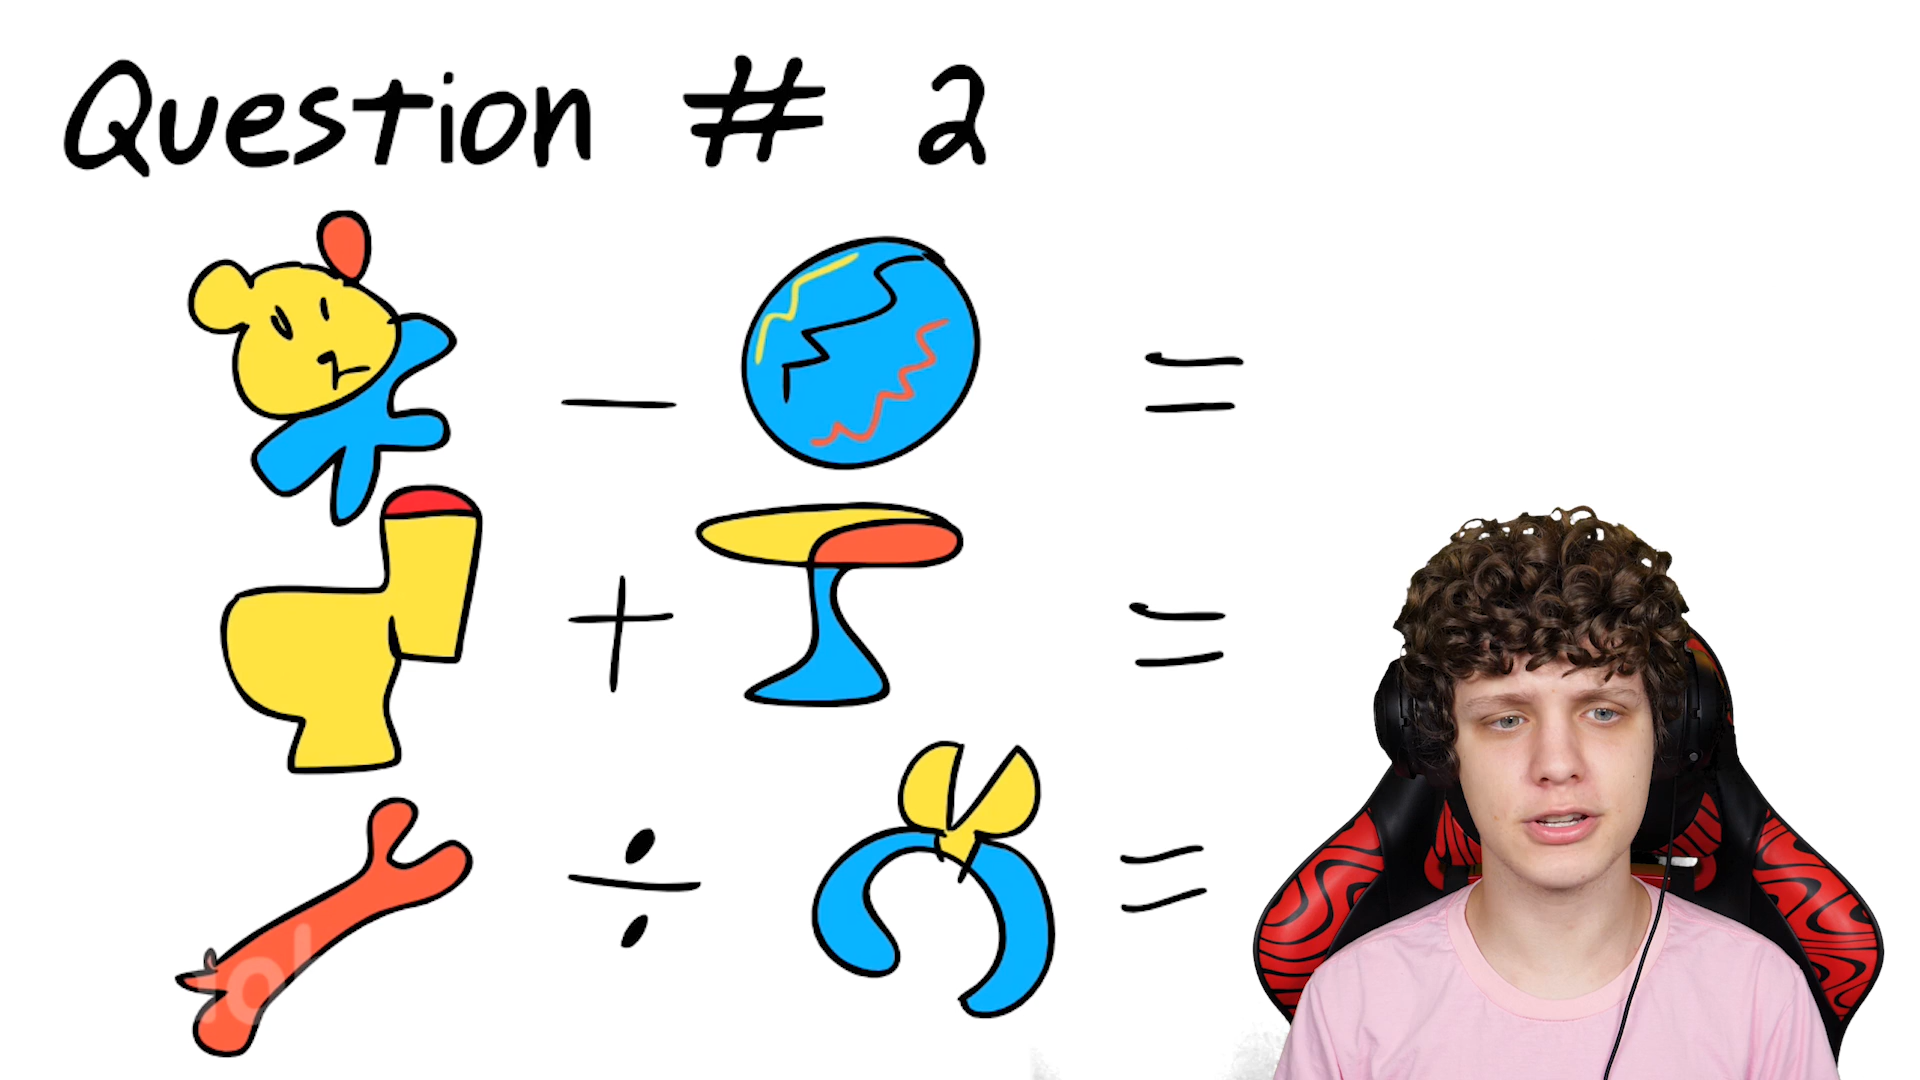 Question # 2
− =
+ =
÷ =